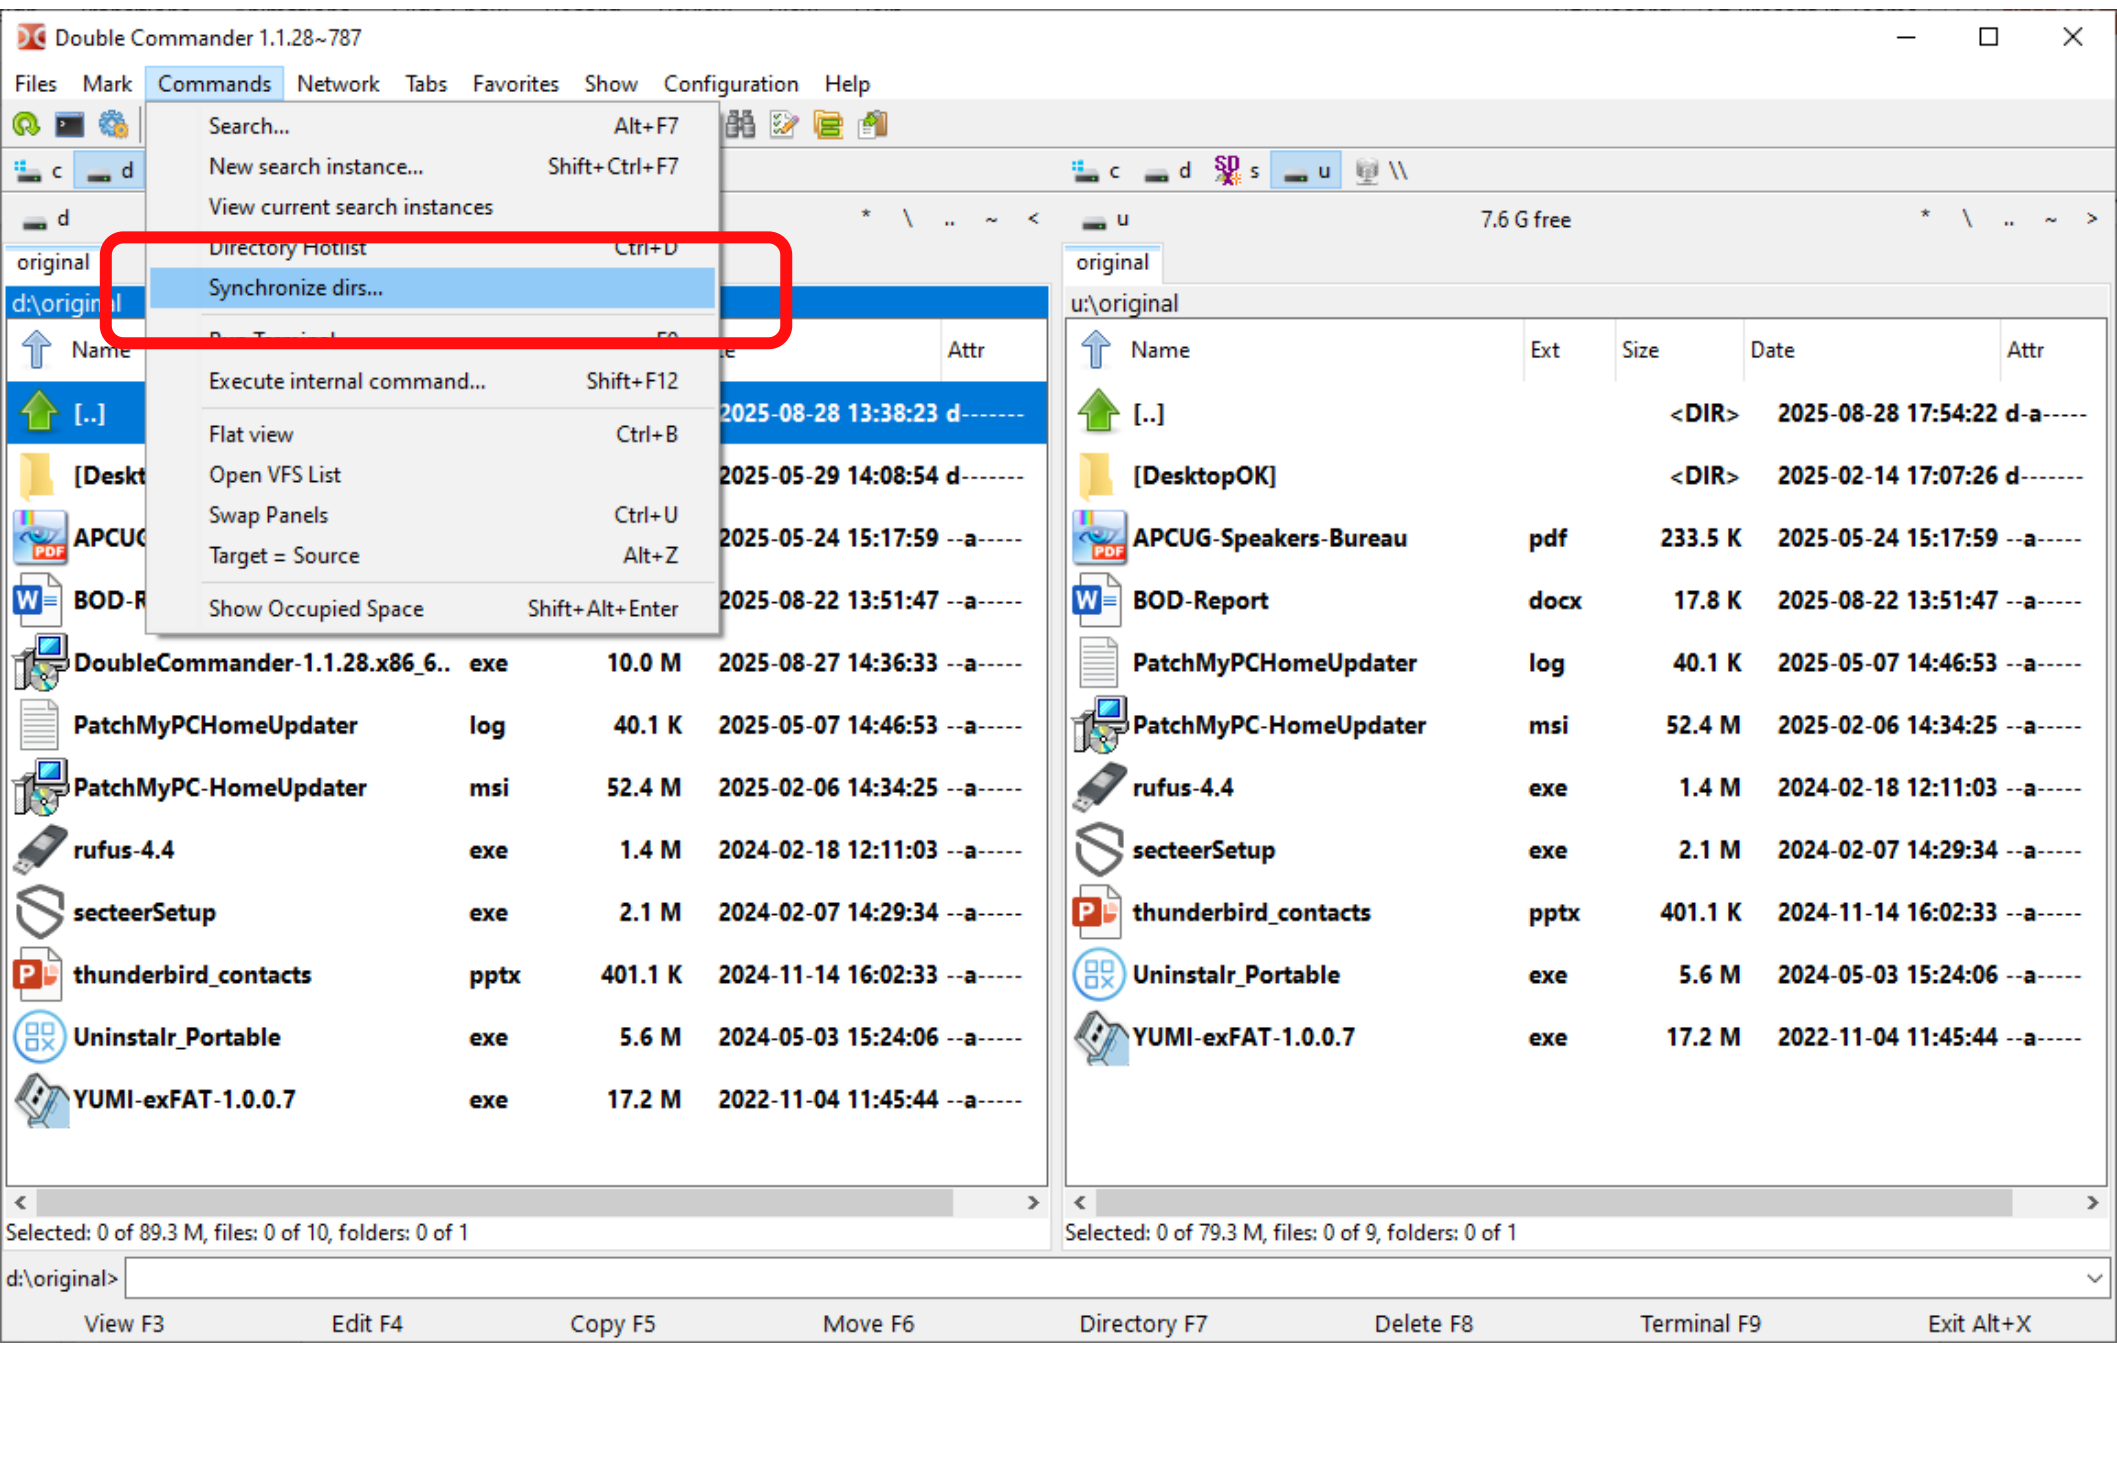 Double Commander 1.1.28~787
Files Mark Commands Network Tabs Favorites Show Configuration Help
Search... Alt+F7
New search instance... Shift+Ctrl+F7
View current search instances
Directory Hotlist Ctrl+D
Synchronize dirs...
Run Terminal F9
Execute internal command... Shift+F12
Flat view Ctrl+B
Open VFS List
Swap Panels Ctrl+U
Target = Source Alt+Z
Show Occupied Space Shift+Alt+Enter
c d
d * \ .. ~ <
original
d:\original
Name Attr
[..] 2025-08-28 13:38:23 d-------
[Deskt 2025-05-29 14:08:54 d-------
APCUG 2025-05-24 15:17:59 --a-----
BOD-R 2025-08-22 13:51:47 --a-----
DoubleCommander-1.1.28.x86_6.. exe 10.0 M 2025-08-27 14:36:33 --a-----
PatchMyPCHomeUpdater log 40.1 K 2025-05-07 14:46:53 --a-----
PatchMyPC-HomeUpdater msi 52.4 M 2025-02-06 14:34:25 --a-----
rufus-4.4 exe 1.4 M 2024-02-18 12:11:03 --a-----
secteerSetup exe 2.1 M 2024-02-07 14:29:34 --a-----
thunderbird_contacts pptx 401.1 K 2024-11-14 16:02:33 --a-----
Uninstalr_Portable exe 5.6 M 2024-05-03 15:24:06 --a-----
YUMI-exFAT-1.0.0.7 exe 17.2 M 2022-11-04 11:45:44 --a-----
Selected: 0 of 89.3 M, files: 0 of 10, folders: 0 of 1
c d SD s u \\
u 7.6 G free * \ .. ~ >
original
u:\original
Name Ext Size Date Attr
[..] <DIR> 2025-08-28 17:54:22 d-a-----
[DesktopOK] <DIR> 2025-02-14 17:07:26 d-------
APCUG-Speakers-Bureau pdf 233.5 K 2025-05-24 15:17:59 --a-----
BOD-Report docx 17.8 K 2025-08-22 13:51:47 --a-----
PatchMyPCHomeUpdater log 40.1 K 2025-05-07 14:46:53 --a-----
PatchMyPC-HomeUpdater msi 52.4 M 2025-02-06 14:34:25 --a-----
rufus-4.4 exe 1.4 M 2024-02-18 12:11:03 --a-----
secteerSetup exe 2.1 M 2024-02-07 14:29:34 --a-----
thunderbird_contacts pptx 401.1 K 2024-11-14 16:02:33 --a-----
Uninstalr_Portable exe 5.6 M 2024-05-03 15:24:06 --a-----
YUMI-exFAT-1.0.0.7 exe 17.2 M 2022-11-04 11:45:44 --a-----
Selected: 0 of 79.3 M, files: 0 of 9, folders: 0 of 1
d:\original>
View F3 Edit F4 Copy F5 Move F6 Directory F7 Delete F8 Terminal F9 Exit Alt+X